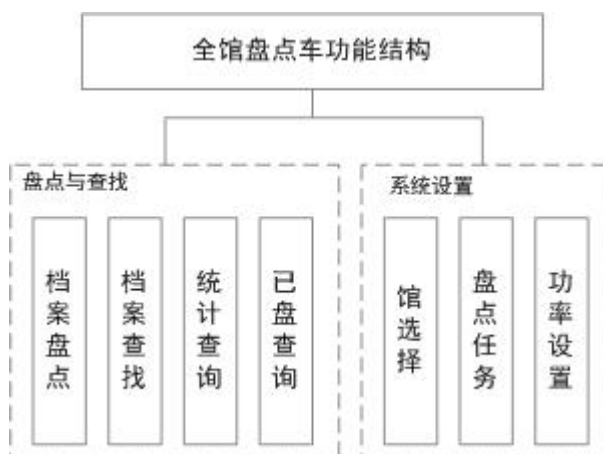 全馆盘点车功能结构
盘点与查找
系统设置
档案盘点
档案查找
统计查询
已盘查询
馆选择
盘点任务
功率设置